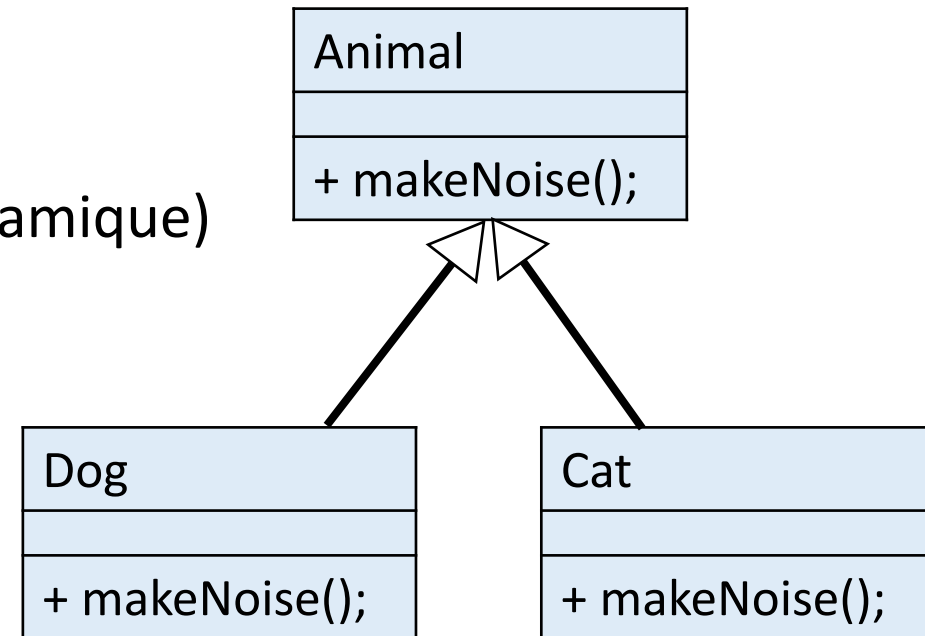 Animal
+ makeNoise();
amique)
Dog
+ makeNoise();
Cat
+ makeNoise();